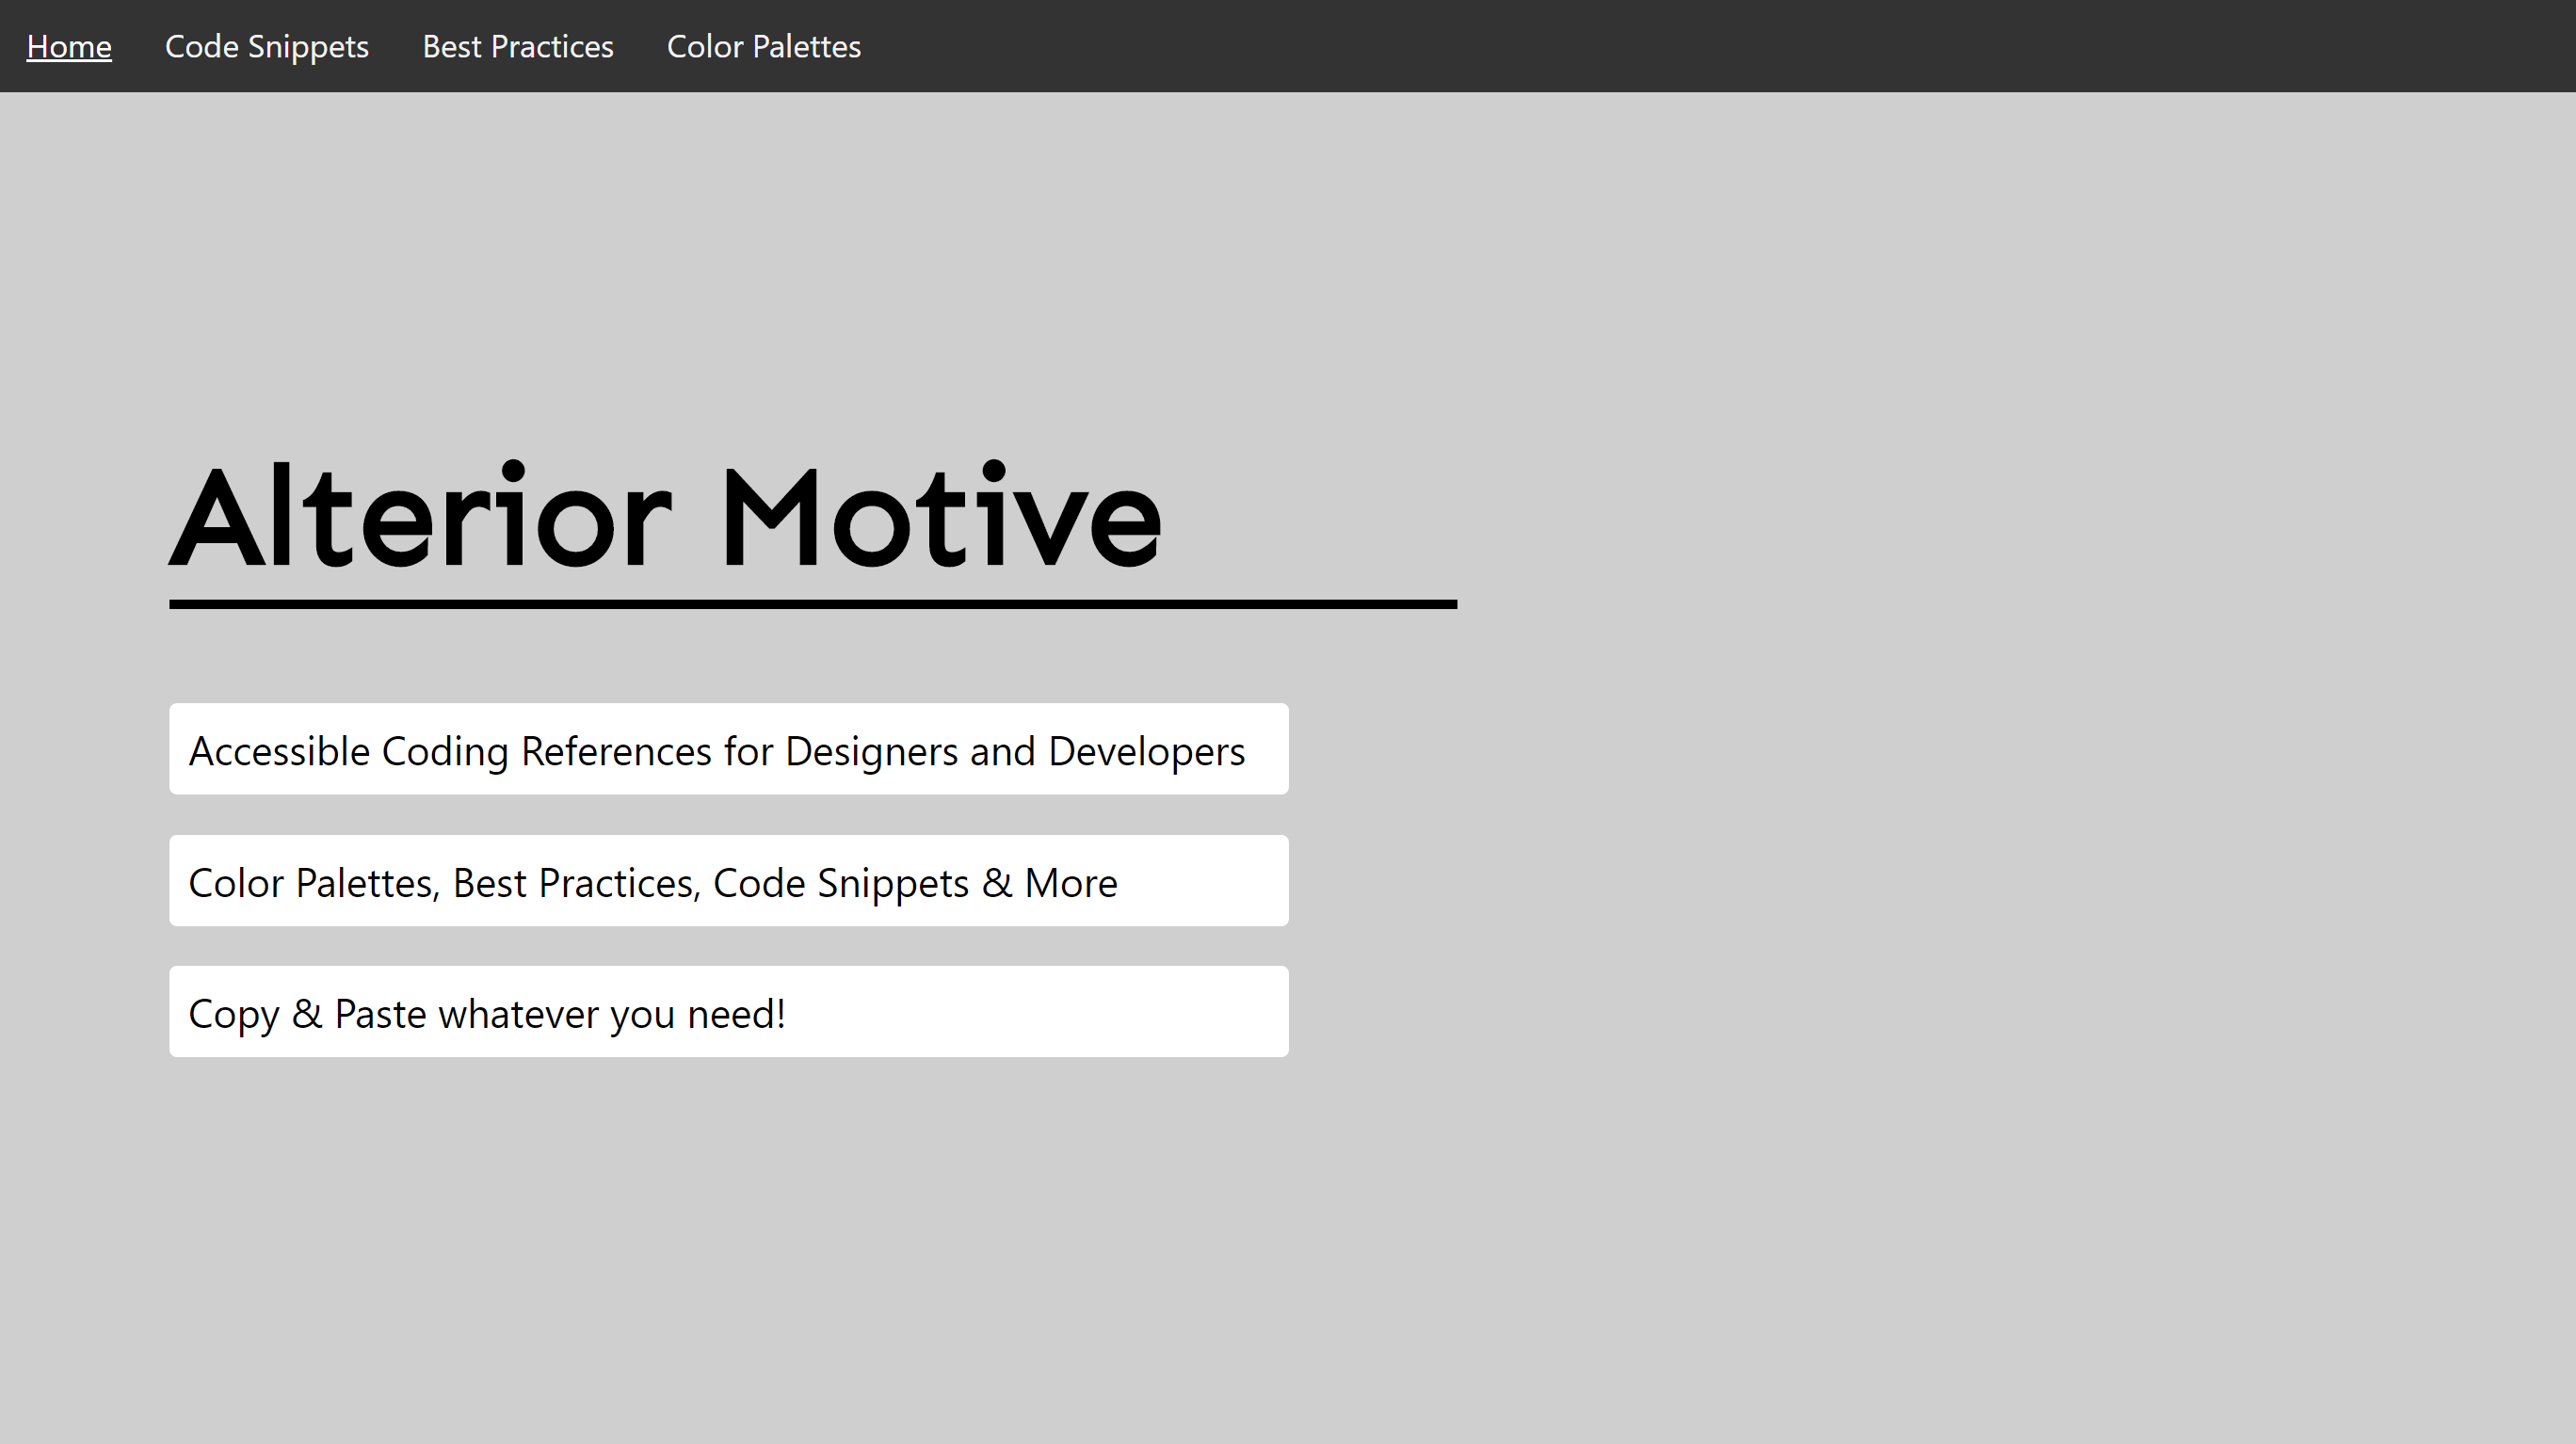 Home Code Snippets Best Practices Color Palettes
Alterior Motive
Accessible Coding References for Designers and Developers
Color Palettes, Best Practices, Code Snippets & More
Copy & Paste whatever you need!